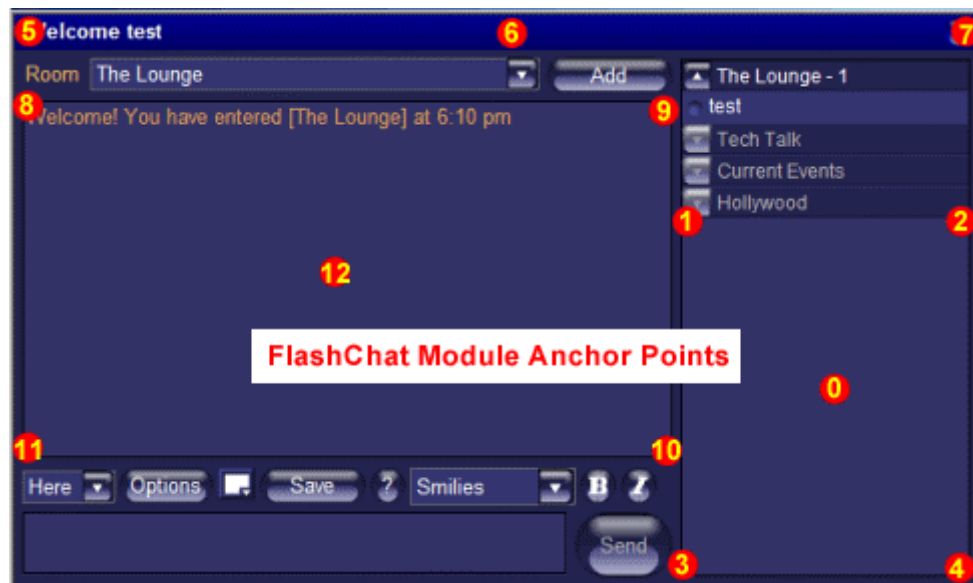 5 Welcome test 6 7
Room The Lounge Add The Lounge - 1
8 9 test
Welcome! You have entered [The Lounge] at 6:10 pm
Tech Talk
Current Events
Hollywood
1 2
12
FlashChat Module Anchor Points
0
11 10
Here Options Save ? Smilies B I
Send
3 4